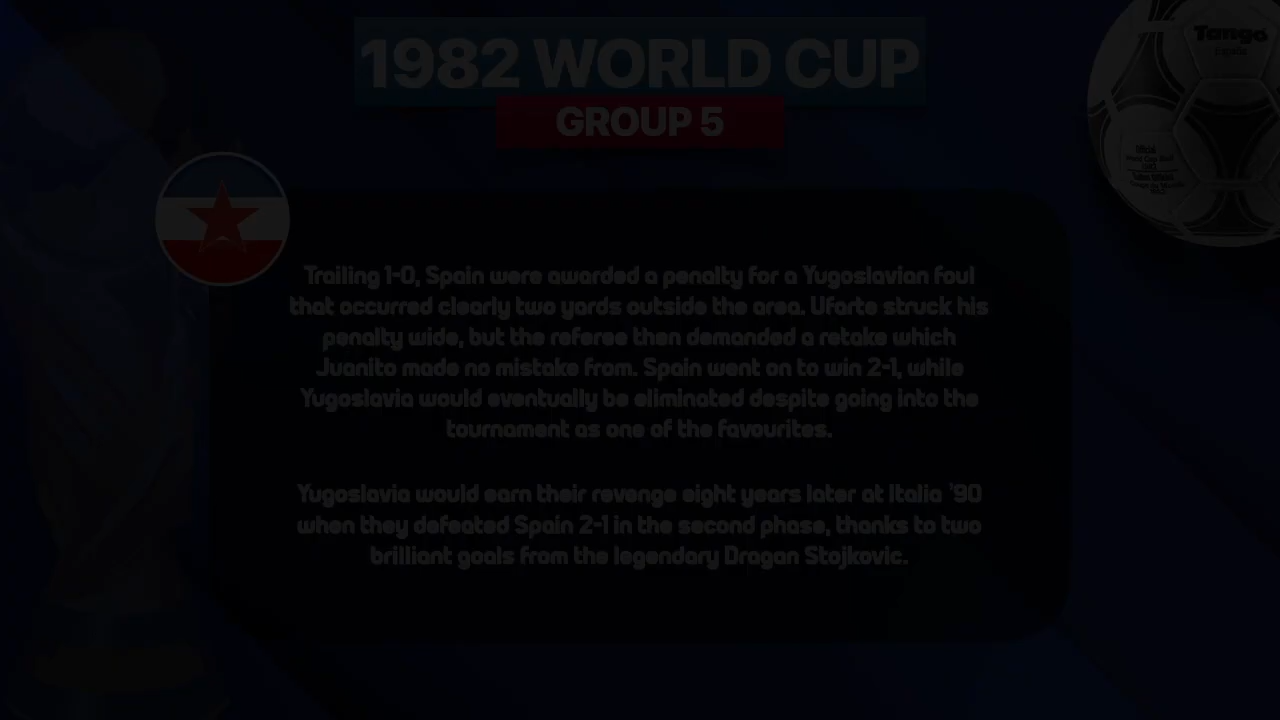 1982 WORLD CUP
GROUP 5
Tango
España
Trailing 1-0, Spain were awarded a penalty for a Yugoslavian foul
that occurred clearly two yards outside the area. Ufarte struck his
penalty wide, but the referee then demanded a retake which
Juanito made no mistake from. Spain went on to win 2-1, while
Yugoslavia would eventually be eliminated despite going into the
tournament as one of the favourites.
Yugoslavia would earn their revenge eight years later at Italia '90
when they defeated Spain 2-1 in the second phase, thanks to two
brilliant goals from the legendary Dragan Stojkovic.